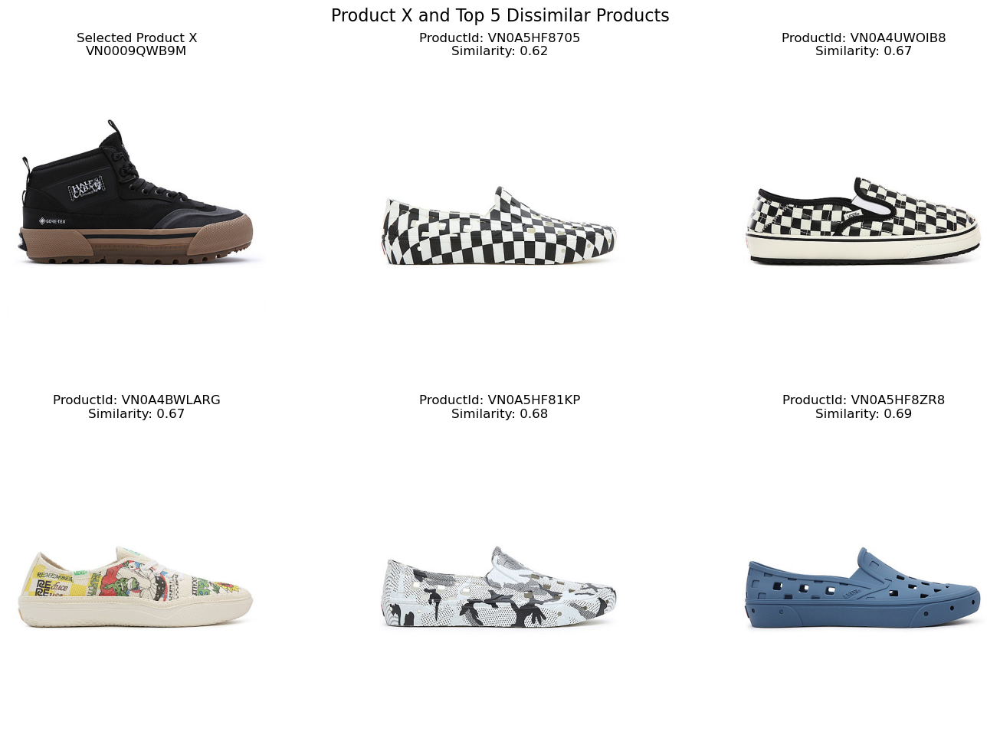 Product X and Top 5 Dissimilar Products
Selected Product X
VN0009QWB9M
ProductId: VN0A5HF8705
Similarity: 0.62
ProductId: VN0A4UWOIB8
Similarity: 0.67
HALF
CAB
GORE-TEX
ProductId: VN0A4BWLARG
Similarity: 0.67
ProductId: VN0A5HF81KP
Similarity: 0.68
ProductId: VN0A5HF8ZR8
Similarity: 0.69
REMEMBER